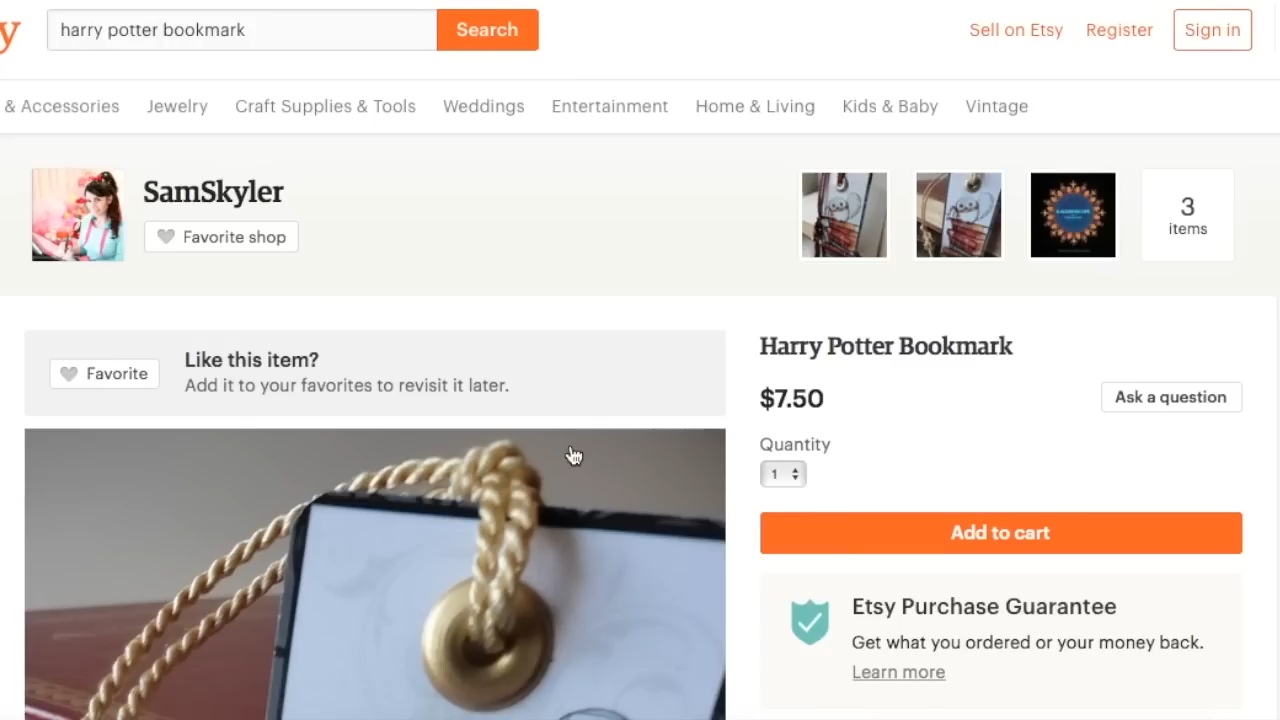 y
harry potter bookmark
Search
Sell on Etsy
Register
Sign in
& Accessories
Jewelry
Craft Supplies & Tools
Weddings
Entertainment
Home & Living
Kids & Baby
Vintage
SamSkyler
Favorite shop
3
items
Favorite
Like this item?
Add it to your favorites to revisit it later.
Harry Potter Bookmark
$7.50
Ask a question
Quantity
1
Add to cart
Etsy Purchase Guarantee
Get what you ordered or your money back.
Learn more